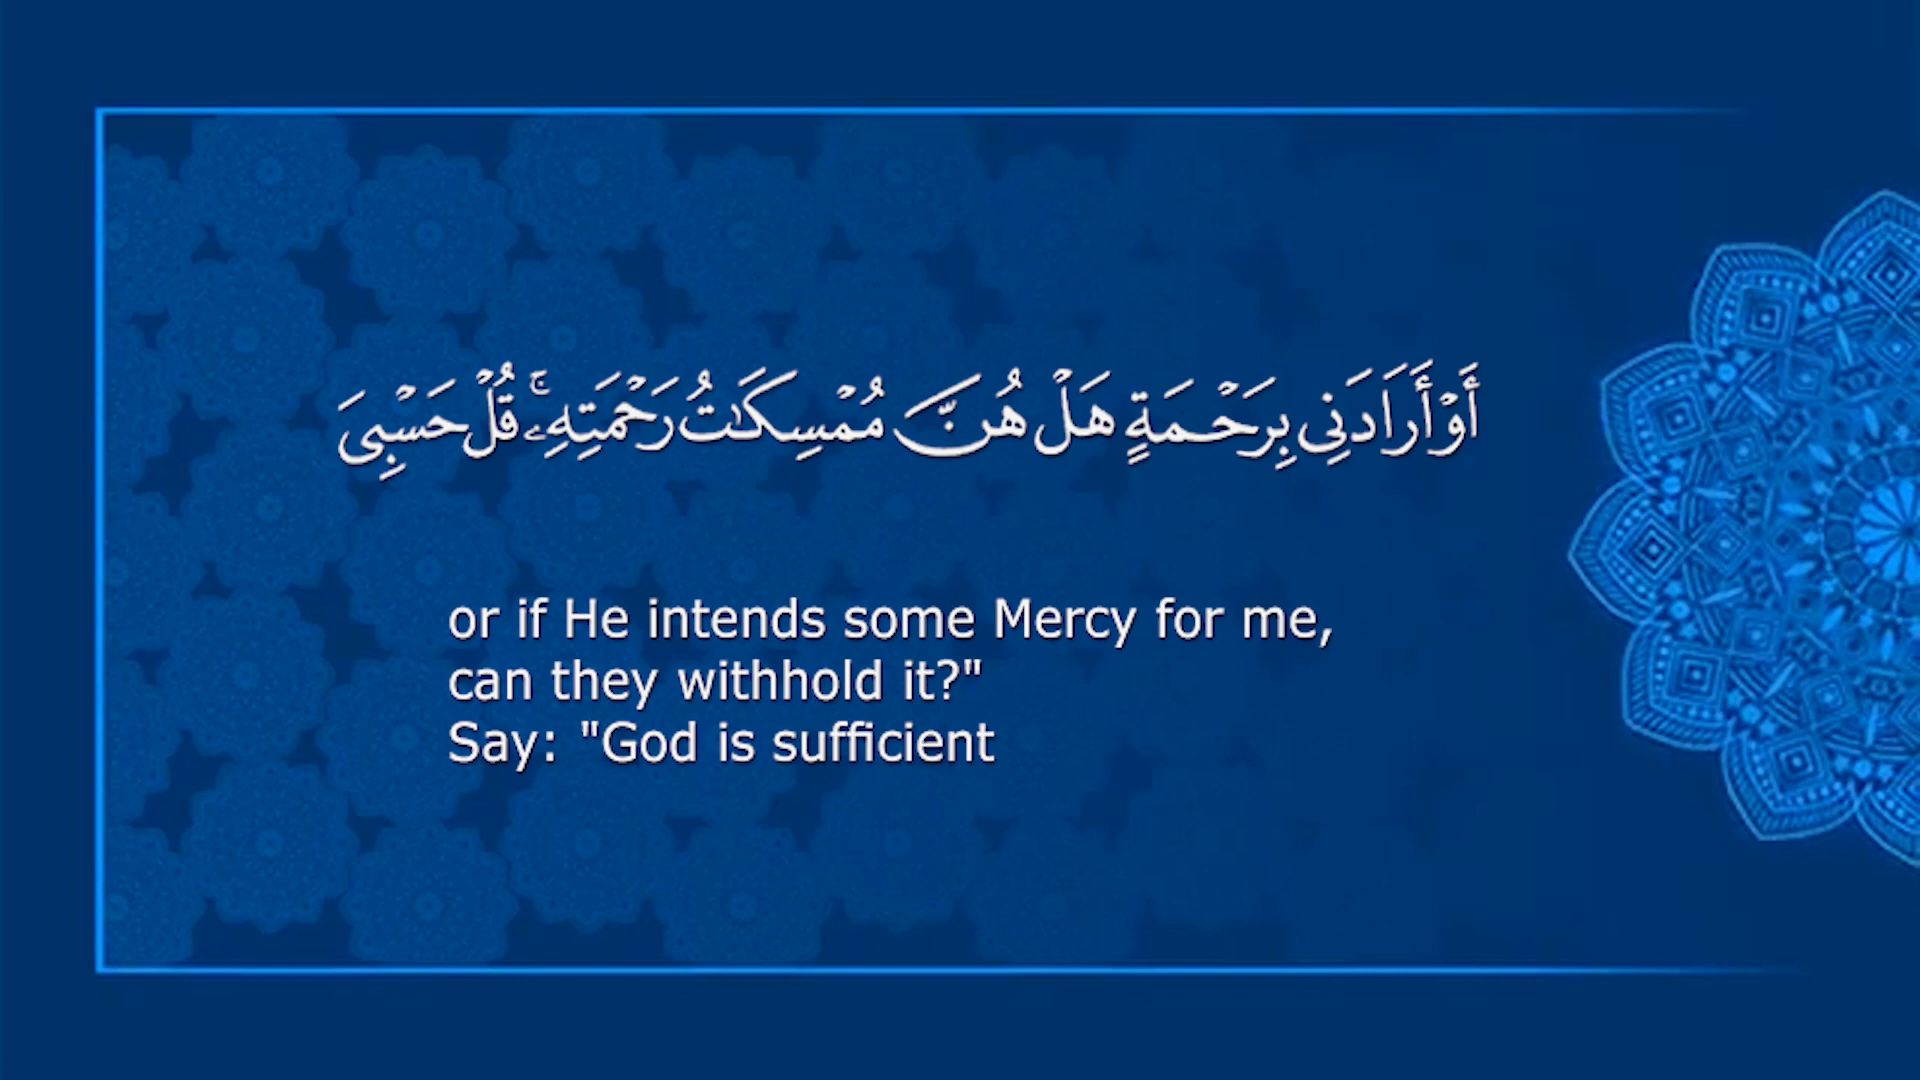 أَوْ أَرَادَنِى بِرَحْمَةٍ هَلْ هُنَّ مُمْسِكَٰتُ رَحْمَتِهِۦ ۚ قُلْ حَسْبِىَ
or if He intends some Mercy for me,
can they withhold it?"
Say: "God is sufficient